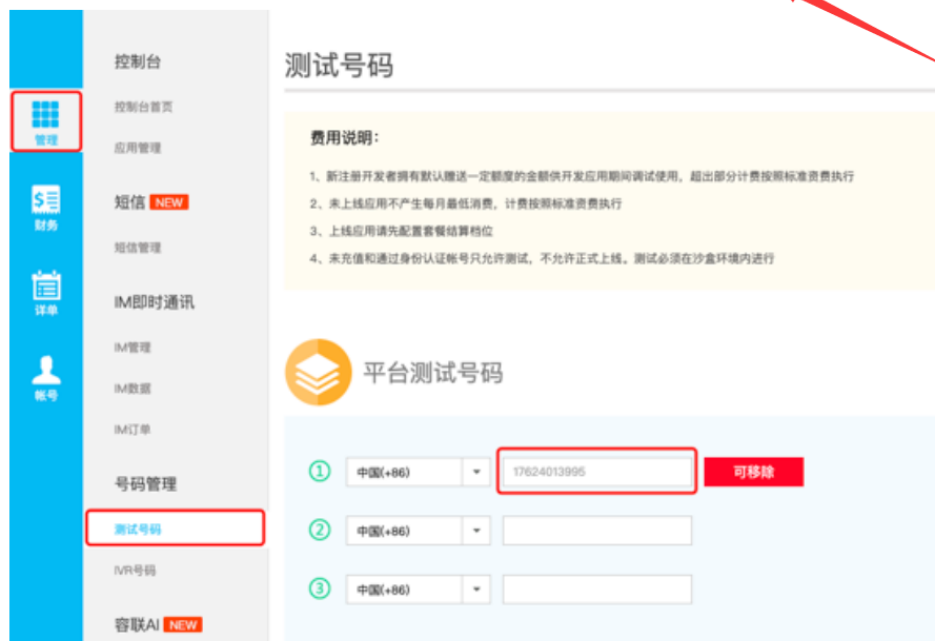 管理
财务
详单
帐号
控制台
控制台首页
应用管理
短信 NEW
短信管理
IM即时通讯
IM管理
IM数据
IM订单
号码管理
测试号码
IVR号码
容联AI NEW
测试号码
费用说明：
1、新注册开发者拥有默认赠送一定额度的金额供开发应用期间调试使用，超出部分计费按照标准资费执行
2、未上线应用不产生每月最低消费，计费按照标准资费执行
3、上线应用请先配置套餐结算档位
4、未充值和通过身份认证帐号只允许测试，不允许正式上线。测试必须在沙盒环境内进行
平台测试号码
① 中国(+86) 17624013995 可移除
② 中国(+86)
③ 中国(+86)